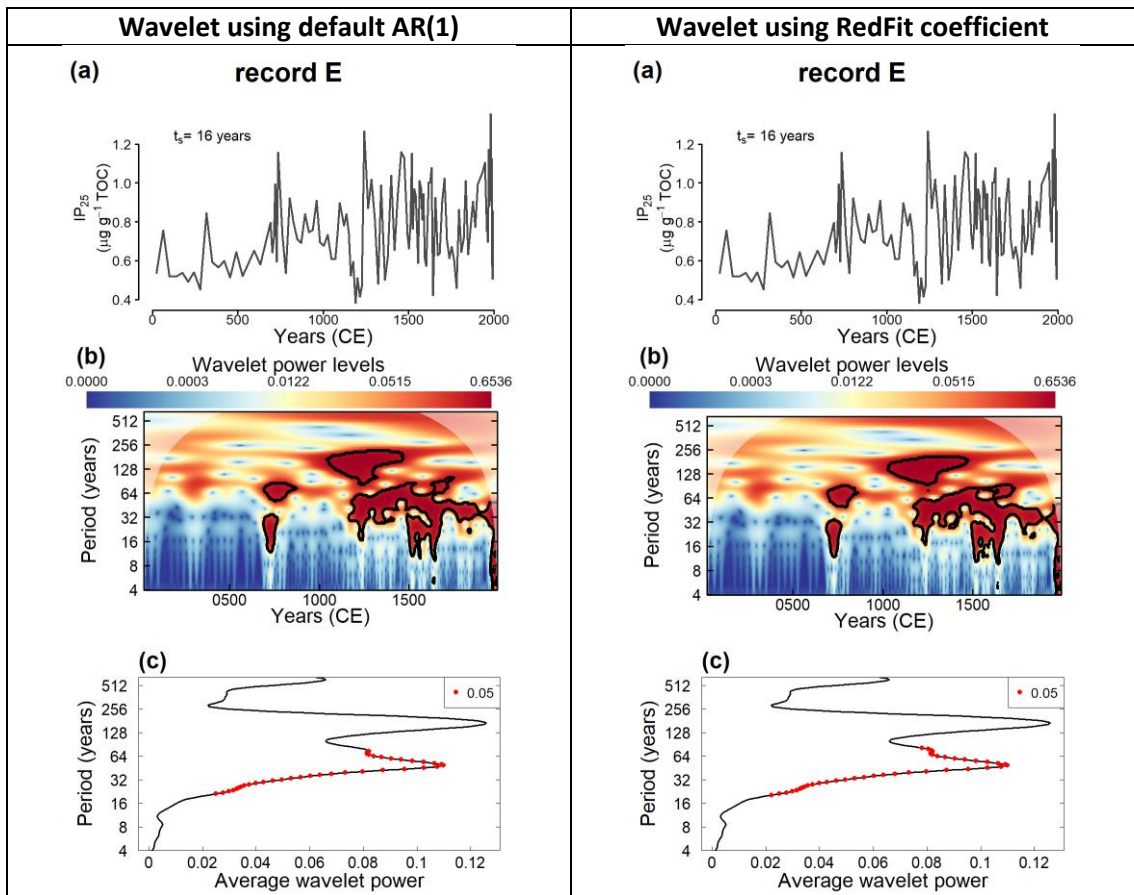 Wavelet using default AR(1)
(a) record E
tₛ= 16 years
IP₂₅
(µg g⁻¹ TOC)
1.2
1.0
0.8
0.6
0.4
0 500 1000 1500 2000
Years (CE)
(b) Wavelet power levels
0.0000 0.0003 0.0122 0.0515 0.6536
Period (years)
512
256
128
64
32
16
8
4
0500 1000 1500
Years (CE)
(c)
0.05
Period (years)
512
256
128
64
32
16
8
4
0 0.02 0.04 0.06 0.08 0.1 0.12
Average wavelet power
Wavelet using RedFit coefficient
(a) record E
tₛ= 16 years
IP₂₅
(µg g⁻¹ TOC)
1.2
1.0
0.8
0.6
0.4
0 500 1000 1500 2000
Years (CE)
(b) Wavelet power levels
0.0000 0.0003 0.0122 0.0515 0.6536
Period (years)
512
256
128
64
32
16
8
4
0500 1000 1500
Years (CE)
(c)
0.05
Period (years)
512
256
128
64
32
16
8
4
0 0.02 0.04 0.06 0.08 0.1 0.12
Average wavelet power